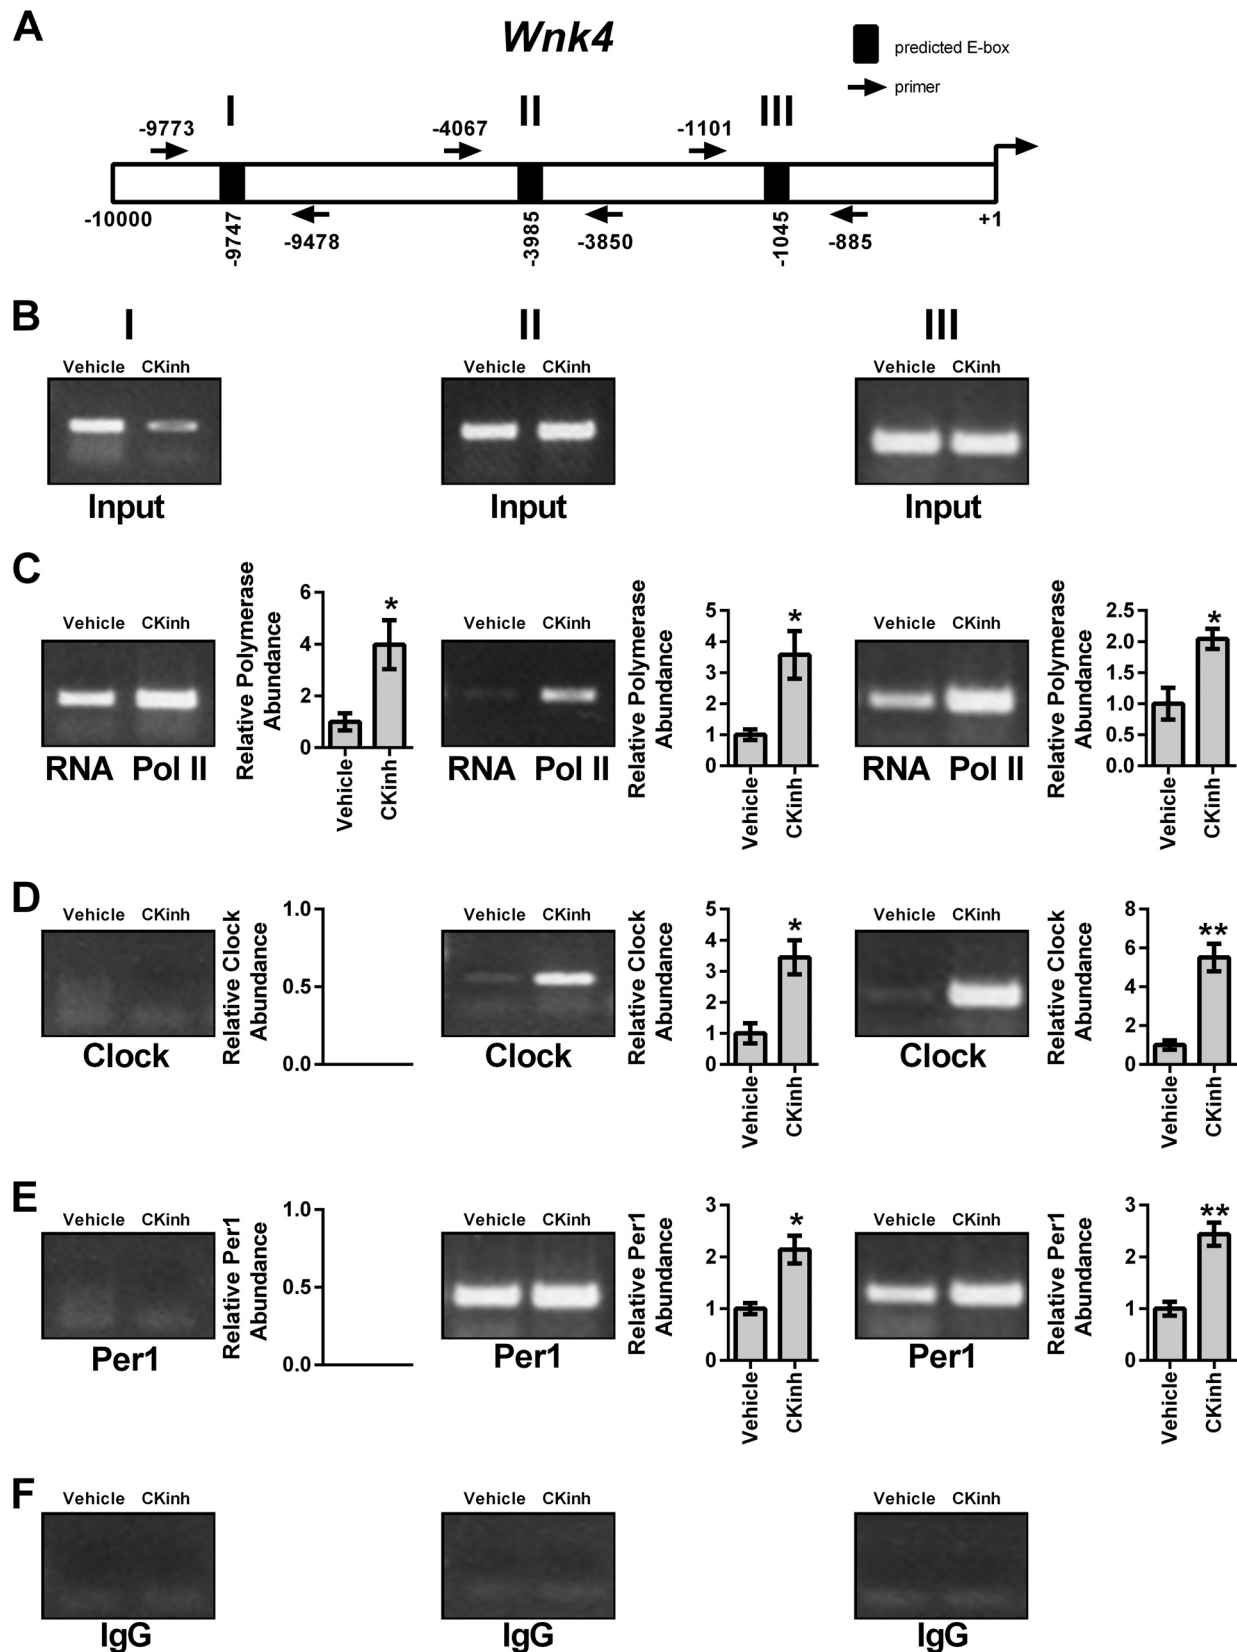 A
Wnk4
predicted E-box
primer
I II III
-9773 -4067 -1101
-10000 -9747 -9478 -3985 -3850 -1045 -885 +1
B
I II III
Vehicle CKinh Vehicle CKinh Vehicle CKinh
Input Input Input
C
Vehicle CKinh
RNA Pol II
Relative Polymerase
Abundance
6
4
2
0
*
Vehicle
CKinh
Vehicle CKinh
RNA Pol II
Relative Polymerase
Abundance
5
4
3
2
1
0
*
Vehicle
CKinh
Vehicle CKinh
RNA Pol II
Relative Polymerase
Abundance
2.5
2.0
1.5
1.0
0.5
0.0
*
Vehicle
CKinh
D
Vehicle CKinh
Clock
Relative Clock
Abundance
1.0
0.5
0.0
Vehicle CKinh
Clock
Relative Clock
Abundance
5
4
3
2
1
0
*
Vehicle
CKinh
Vehicle CKinh
Clock
Relative Clock
Abundance
8
6
4
2
0
**
Vehicle
CKinh
E
Vehicle CKinh
Per1
Relative Per1
Abundance
1.0
0.5
0.0
Vehicle CKinh
Per1
Relative Per1
Abundance
3
2
1
0
*
Vehicle
CKinh
Vehicle CKinh
Per1
Relative Per1
Abundance
3
2
1
0
**
Vehicle
CKinh
F
Vehicle CKinh Vehicle CKinh Vehicle CKinh
IgG IgG IgG